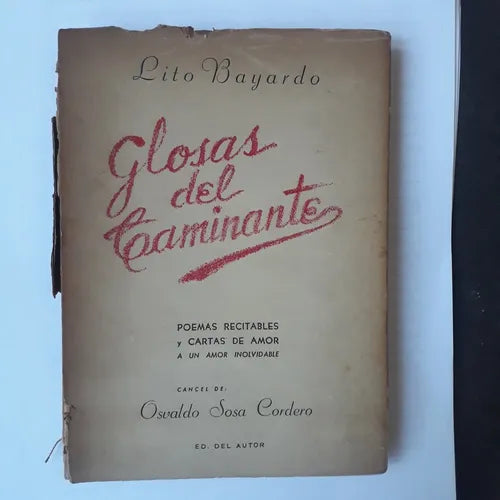 Lito Bayardo
Glosas
del
Caminante
POEMAS RECITABLES
y CARTAS DE AMOR
A UN AMOR INOLVIDABLE
CANCEL DE:
Osvaldo Sosa Cordero
ED. DEL AUTOR